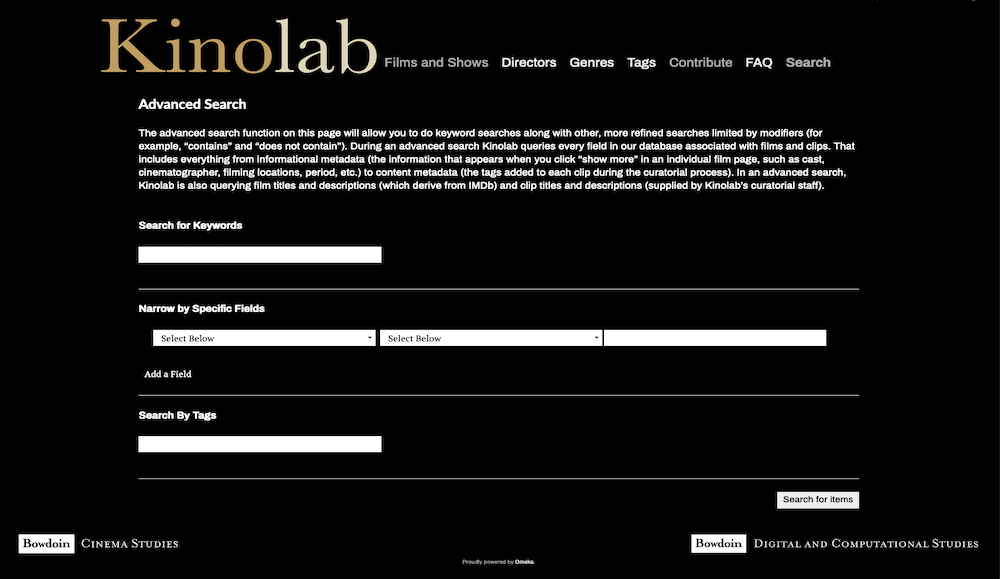 Kinolab
Films and Shows Directors Genres Tags Contribute FAQ Search
Advanced Search
The advanced search function on this page will allow you to do keyword searches along with other, more refined searches limited by modifiers (for
example, “contains” and “does not contain”). During an advanced search Kinolab queries every field in our database associated with films and clips. That
includes everything from informational metadata (the information that appears when you click “show more” in an individual film page, such as cast,
cinematographer, filming locations, period, etc.) to content metadata (the tags added to each clip during the curatorial process). In an advanced search,
Kinolab is also querying film titles and descriptions (which derive from IMDb) and clip titles and descriptions (supplied by Kinolab's curatorial staff).
Search for Keywords
Narrow by Specific Fields
Select Below Select Below
Add a Field
Search By Tags
Search for items
Bowdoin Cinema Studies Bowdoin Digital and Computational Studies
Proudly powered by Omeka.